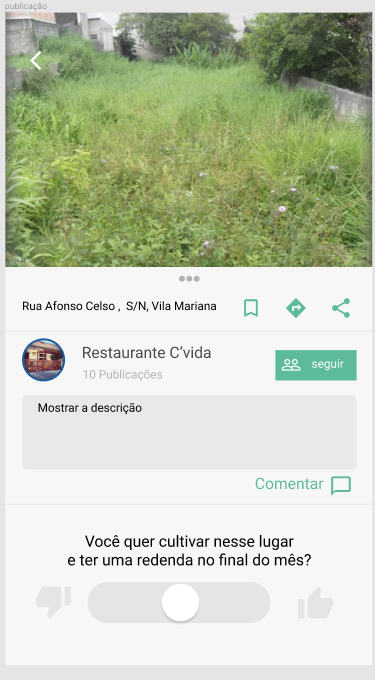 publicação
Rua Afonso Celso , S/N, Vila Mariana
Restaurante C'vida
10 Publicações
seguir
Mostrar a descrição
Comentar
Você quer cultivar nesse lugar
e ter uma redenda no final do mês?